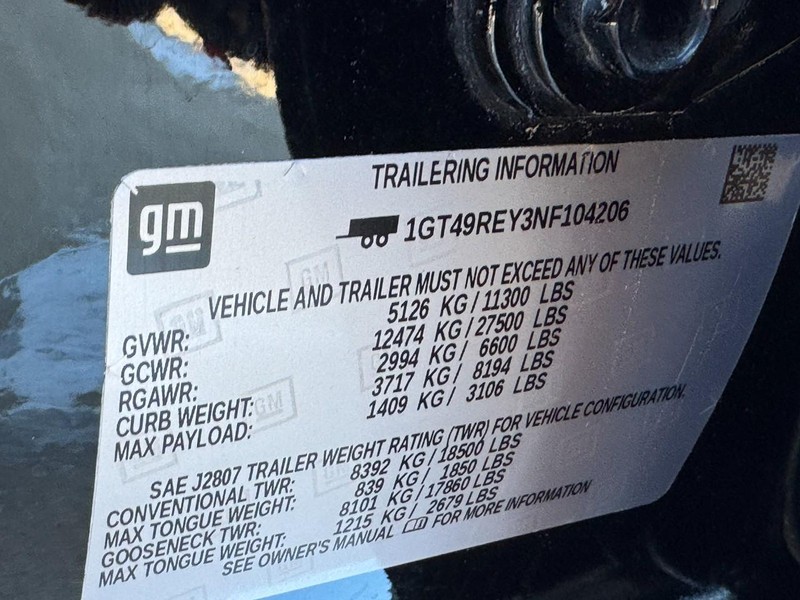 gm
TRAILERING INFORMATION
1GT49REY3NF104206
VEHICLE AND TRAILER MUST NOT EXCEED ANY OF THESE VALUES.
GVWR: 5126 KG / 11300 LBS
GCWR: 12474 KG / 27500 LBS
RGAWR: 2994 KG / 6600 LBS
CURB WEIGHT: 3717 KG / 8194 LBS
MAX PAYLOAD: 1409 KG / 3106 LBS
SAE J2807 TRAILER WEIGHT RATING (TWR) FOR VEHICLE CONFIGURATION.
CONVENTIONAL TWR: 8392 KG / 18500 LBS
MAX TONGUE WEIGHT: 839 KG / 1850 LBS
GOOSENECK TWR: 8101 KG / 17860 LBS
MAX TONGUE WEIGHT: 1215 KG / 2679 LBS
SEE OWNER'S MANUAL FOR MORE INFORMATION